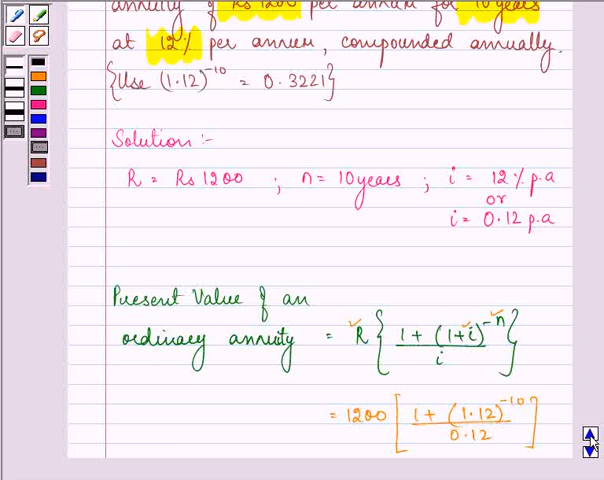 annuity of Rs 1200 per annum for 10 years
at 12% per annum, compounded annually.
{Use (1.12)^-10 = 0.3221}
Solution :-
R = Rs 1200 ; n = 10 years ; i = 12 % p.a
or
i = 0.12 p.a
Present Value of an
ordinary annuity = R { 1 + (1+i)^-n / i }
= 1200 [ 1 + (1.12)^-10 / 0.12 ]